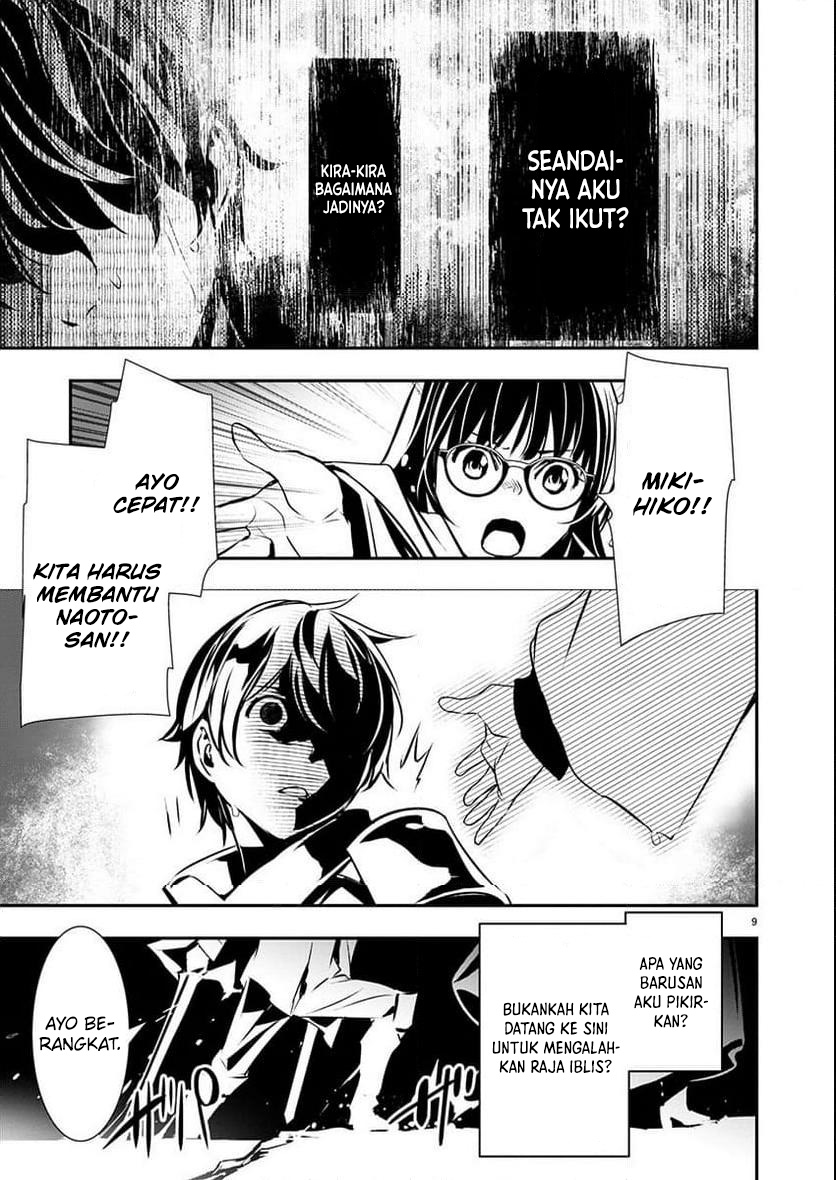 SEANDAI-
NYA AKU
TAK IKUT?
KIRA-KIRA
BAGAIMANA
JADINYA?
MIKI-
HIKO!!
AYO
CEPAT!!
KITA HARUS
MEMBANTU
NAOTO-
SAN!!
9
APA YANG
BARUSAN
AKU PIKIR-
KAN?
BUKANKAH KITA
DATANG KE SINI
UNTUK MENGALAH-
KAN RAJA IBLIS?
AYO BE-
RANGKAT.